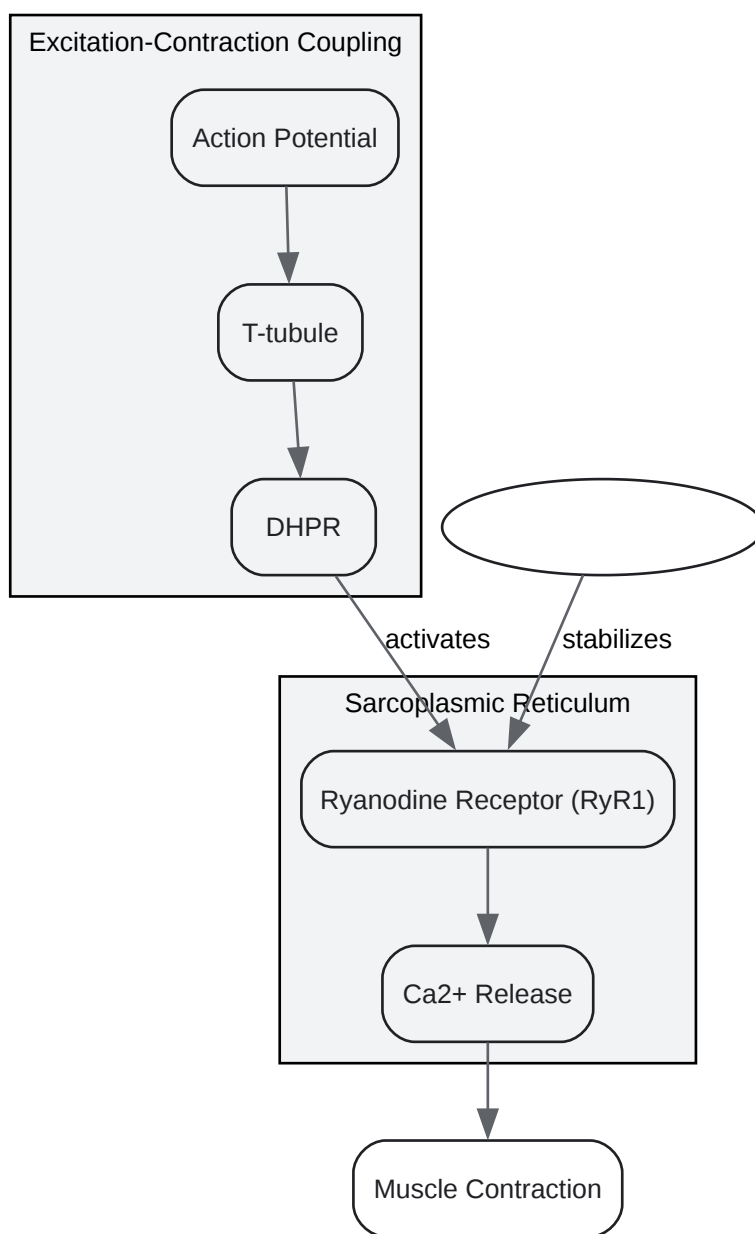 Excitation-Contraction Coupling
Action Potential
T-tubule
DHPR
activates
stabilizes
Sarcoplasmic Reticulum
Ryanodine Receptor (RyR1)
Ca2+ Release
Muscle Contraction